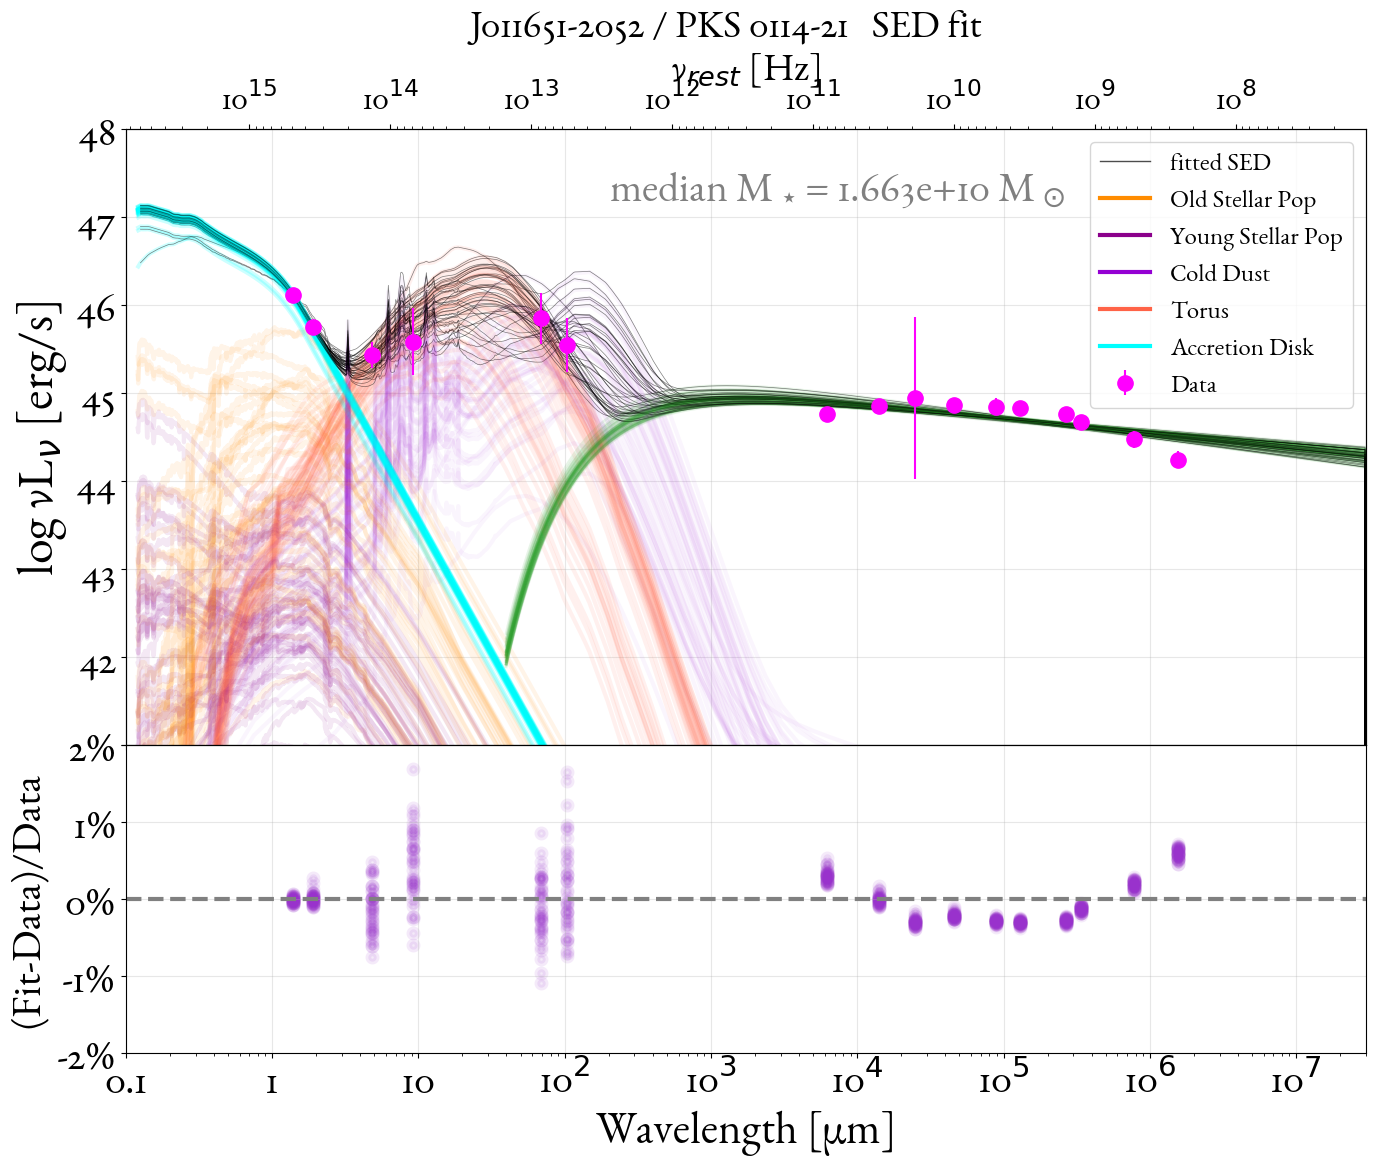 J011651-2052 / PKS 0114-21 SED fit
ν_rest [Hz]
10^15 10^14 10^13 10^12 10^11 10^10 10^9 10^8
48
47
46
45
44
43
42
log νL_ν [erg/s]
median M ⋆ = 1.663e+10 M ⊙
fitted SED
Old Stellar Pop
Young Stellar Pop
Cold Dust
Torus
Accretion Disk
Data
2%
1%
0%
-1%
-2%
(Fit-Data)/Data
0.1 1 10 10^2 10^3 10^4 10^5 10^6 10^7
Wavelength [μm]